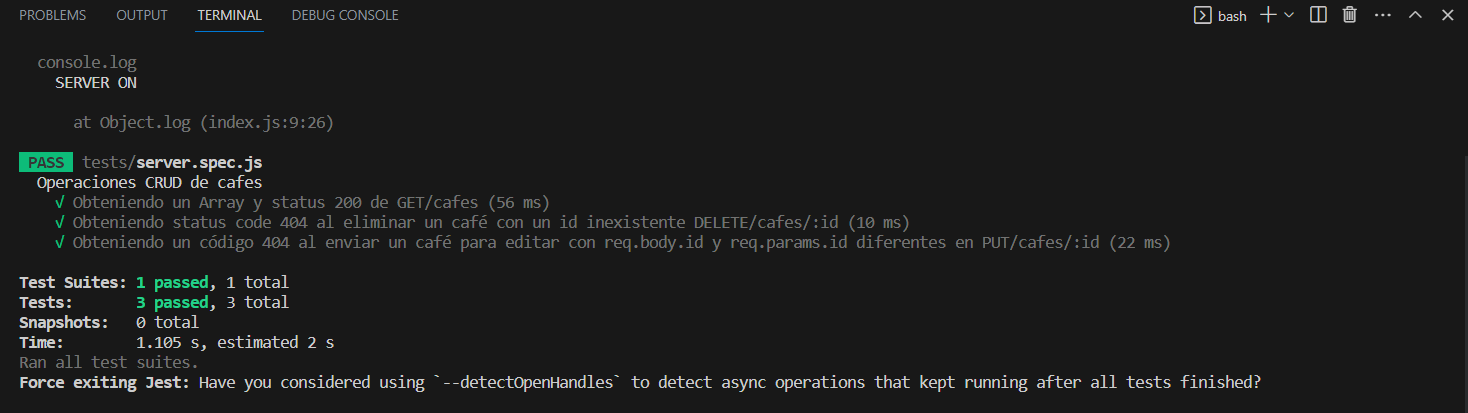 PROBLEMS OUTPUT TERMINAL DEBUG CONSOLE bash
console.log
SERVER ON
at Object.log (index.js:9:26)
PASS tests/server.spec.js
Operaciones CRUD de cafes
√ Obteniendo un Array y status 200 de GET/cafes (56 ms)
√ Obteniendo status code 404 al eliminar un café con un id inexistente DELETE/cafes/:id (10 ms)
√ Obteniendo un código 404 al enviar un café para editar con req.body.id y req.params.id diferentes en PUT/cafes/:id (22 ms)
Test Suites: 1 passed, 1 total
Tests: 3 passed, 3 total
Snapshots: 0 total
Time: 1.105 s, estimated 2 s
Ran all test suites.
Force exiting Jest: Have you considered using `--detectOpenHandles` to detect async operations that kept running after all tests finished?